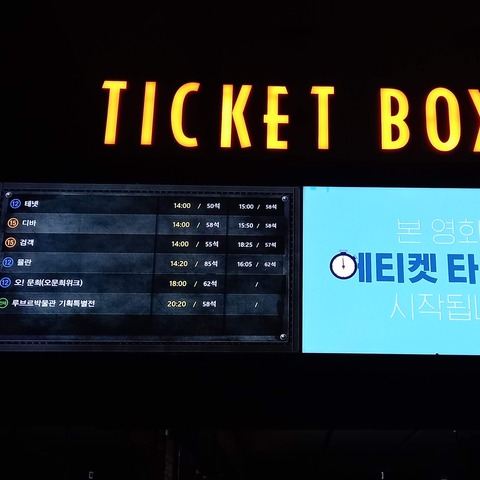 TICKET BOX
12 테넷 14:00 / 50석 15:00 / 58석
15 디바 14:00 / 58석 15:50 / 58석
15 검객 14:00 / 55석 18:25 / 57석
12 뮬란 14:20 / 85석 16:05 / 62석
12 오! 문희(오문희위크) 18:00 / 62석 /
루브르박물관 기획특별전 20:20 / 58석 /
본 영화
에티켓 타
시작됩니